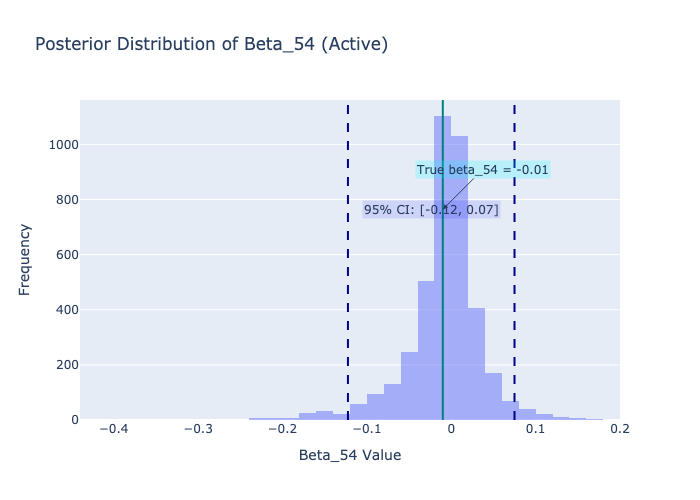 Posterior Distribution of Beta_54 (Active)
1000
800
600
400
200
0
Frequency
True beta_54 = -0.01
95% CI: [-0.12, 0.07]
−0.4
−0.3
−0.2
−0.1
0
0.1
0.2
Beta_54 Value